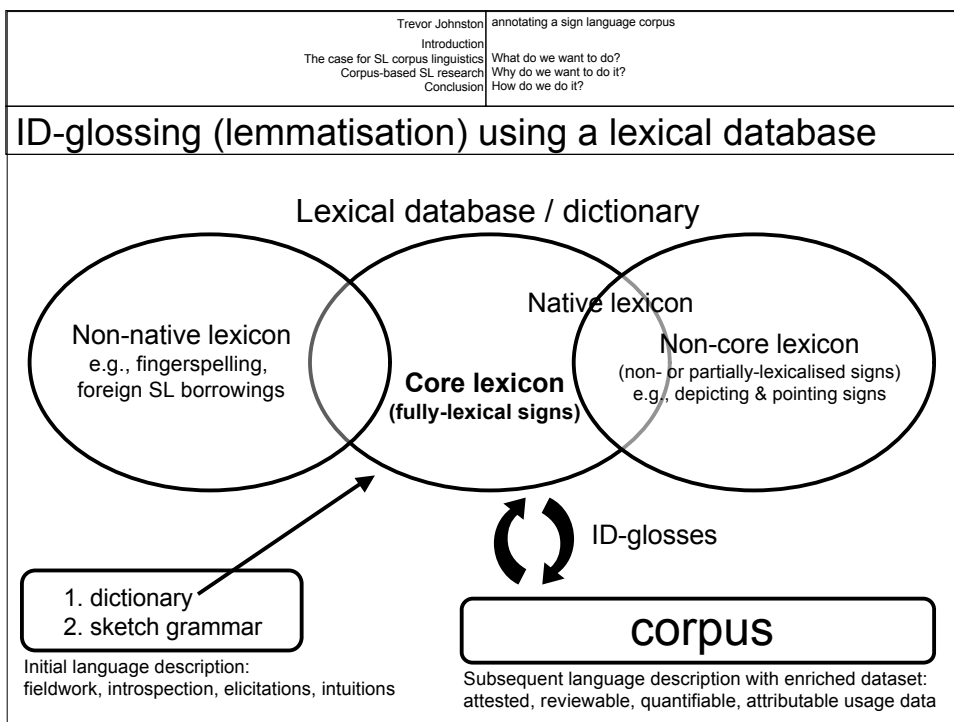 Trevor Johnston
Introduction
The case for SL corpus linguistics
Corpus-based SL research
Conclusion
annotating a sign language corpus
What do we want to do?
Why do we want to do it?
How do we do it?
ID-glossing (lemmatisation) using a lexical database
Lexical database / dictionary
Non-native lexicon
e.g., fingerspelling,
foreign SL borrowings
Native lexicon
Core lexicon
(fully-lexical signs)
Non-core lexicon
(non- or partially-lexicalised signs)
e.g., depicting & pointing signs
ID-glosses
1. dictionary
2. sketch grammar
Initial language description:
fieldwork, introspection, elicitations, intuitions
corpus
Subsequent language description with enriched dataset:
attested, reviewable, quantifiable, attributable usage data